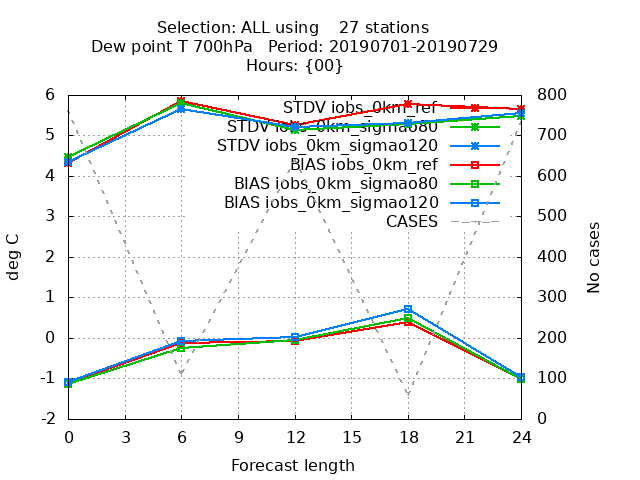 Selection: ALL using 27 stations
Dew point T 700hPa Period: 20190701-20190729
Hours: {00}
6
5
4
3
2
1
0
-1
-2
deg C
STDV iobs_0km_ref
STDV iobs_0km_sigmao80
STDV iobs_0km_sigmao120
BIAS iobs_0km_ref
BIAS iobs_0km_sigmao80
BIAS iobs_0km_sigmao120
CASES
800
700
600
500
400
300
200
100
0
No cases
0 3 6 9 12 15 18 21 24
Forecast length